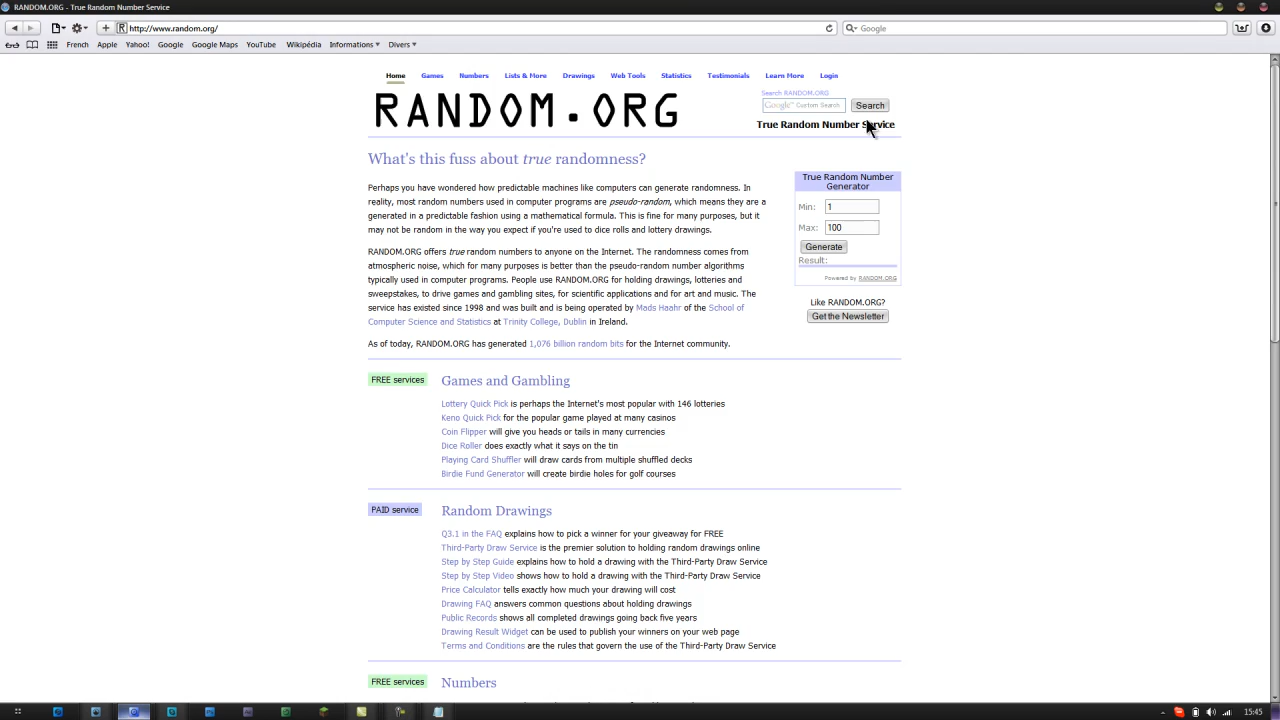 RANDOM.ORG - True Random Number Service
http://www.random.org/
Google
French Apple Yahoo! Google Google Maps YouTube Wikipédia Informations Divers
Home Games Numbers Lists & More Drawings Web Tools Statistics Testimonials Learn More Login
RANDOM.ORG
Search RANDOM.ORG
Google™ Custom Search Search
True Random Number Service
What's this fuss about true randomness?
Perhaps you have wondered how predictable machines like computers can generate randomness. In
reality, most random numbers used in computer programs are pseudo-random, which means they are a
generated in a predictable fashion using a mathematical formula. This is fine for many purposes, but it
may not be random in the way you expect if you're used to dice rolls and lottery drawings.
RANDOM.ORG offers true random numbers to anyone on the Internet. The randomness comes from
atmospheric noise, which for many purposes is better than the pseudo-random number algorithms
typically used in computer programs. People use RANDOM.ORG for holding drawings, lotteries and
sweepstakes, to drive games and gambling sites, for scientific applications and for art and music. The
service has existed since 1998 and was built and is being operated by Mads Haahr of the School of
Computer Science and Statistics at Trinity College, Dublin in Ireland.
As of today, RANDOM.ORG has generated 1,076 billion random bits for the Internet community.
True Random Number
Generator
Min: 1
Max: 100
Generate
Result:
Powered by RANDOM.ORG
Like RANDOM.ORG?
Get the Newsletter
FREE services
Games and Gambling
Lottery Quick Pick is perhaps the Internet's most popular with 146 lotteries
Keno Quick Pick for the popular game played at many casinos
Coin Flipper will give you heads or tails in many currencies
Dice Roller does exactly what it says on the tin
Playing Card Shuffler will draw cards from multiple shuffled decks
Birdie Fund Generator will create birdie holes for golf courses
PAID service
Random Drawings
Q3.1 in the FAQ explains how to pick a winner for your giveaway for FREE
Third-Party Draw Service is the premier solution to holding random drawings online
Step by Step Guide explains how to hold a drawing with the Third-Party Draw Service
Step by Step Video shows how to hold a drawing with the Third-Party Draw Service
Price Calculator tells exactly how much your drawing will cost
Drawing FAQ answers common questions about holding drawings
Public Records shows all completed drawings going back five years
Drawing Result Widget can be used to publish your winners on your web page
Terms and Conditions are the rules that govern the use of the Third-Party Draw Service
FREE services
Numbers
15:45